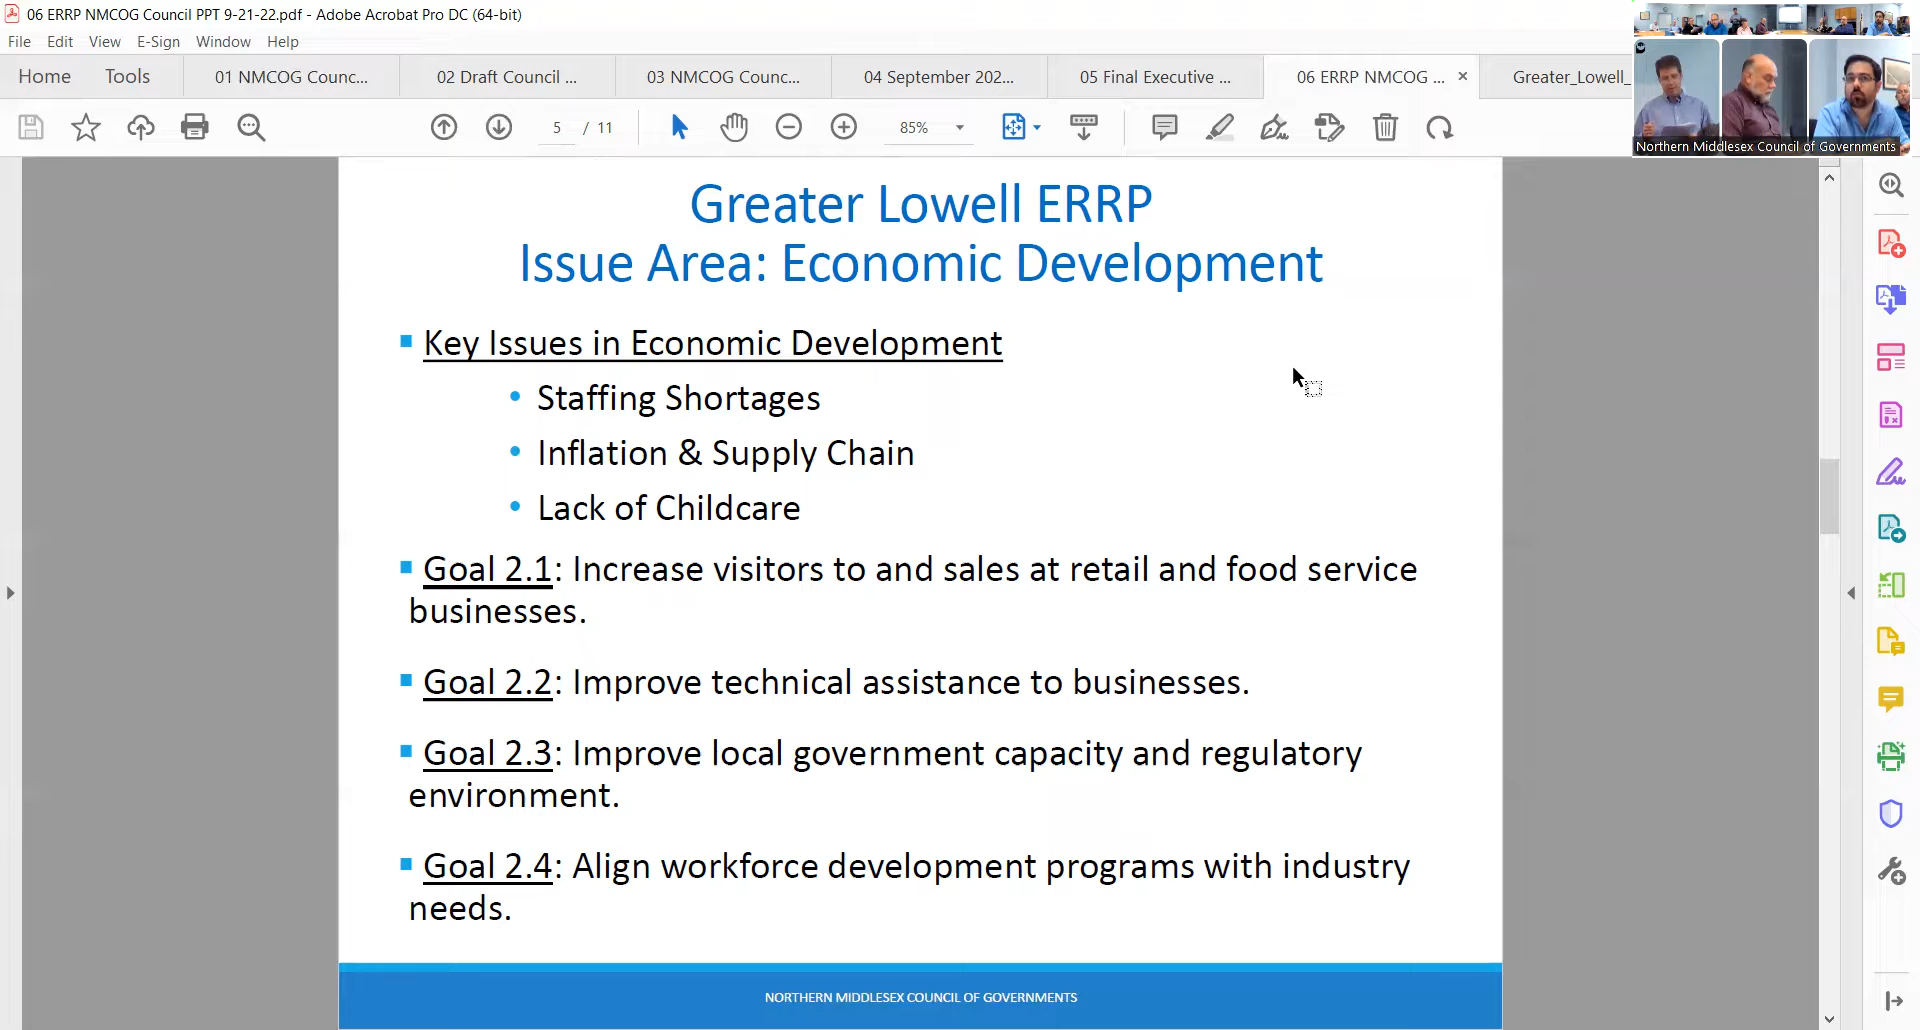 06 ERRP NMCOG Council PPT 9-21-22.pdf - Adobe Acrobat Pro DC (64-bit)
File Edit View E-Sign Window Help
Home Tools 01 NMCOG Counc... 02 Draft Council ... 03 NMCOG Counc... 04 September 202... 05 Final Executive ... 06 ERRP NMCOG ... × Greater_Lowell_
5 / 11 85%
Northern Middlesex Council of Governments
Greater Lowell ERRP
Issue Area: Economic Development
Key Issues in Economic Development
• Staffing Shortages
• Inflation & Supply Chain
• Lack of Childcare
Goal 2.1: Increase visitors to and sales at retail and food service
businesses.
Goal 2.2: Improve technical assistance to businesses.
Goal 2.3: Improve local government capacity and regulatory
environment.
Goal 2.4: Align workforce development programs with industry
needs.
NORTHERN MIDDLESEX COUNCIL OF GOVERNMENTS